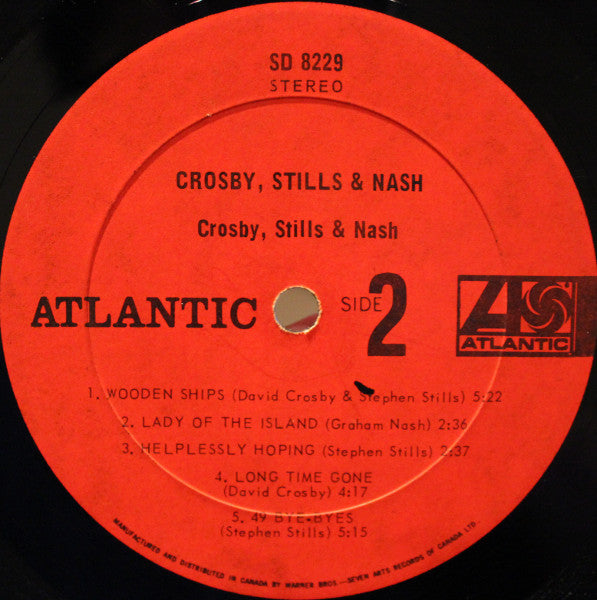 SD 8229
STEREO
CROSBY, STILLS & NASH
Crosby, Stills & Nash
ATLANTIC
SIDE 2
ATLANTIC
1. WOODEN SHIPS (David Crosby & Stephen Stills) 5:22
2. LADY OF THE ISLAND (Graham Nash) 2:36
3. HELPLESSLY HOPING (Stephen Stills) 2:37
4. LONG TIME GONE
(David Crosby) 4:17
5. 49 BYE-BYES
(Stephen Stills) 5:15
MANUFACTURED AND DISTRIBUTED IN CANADA BY WARNER BROS.—SEVEN ARTS RECORDS OF CANADA LTD.